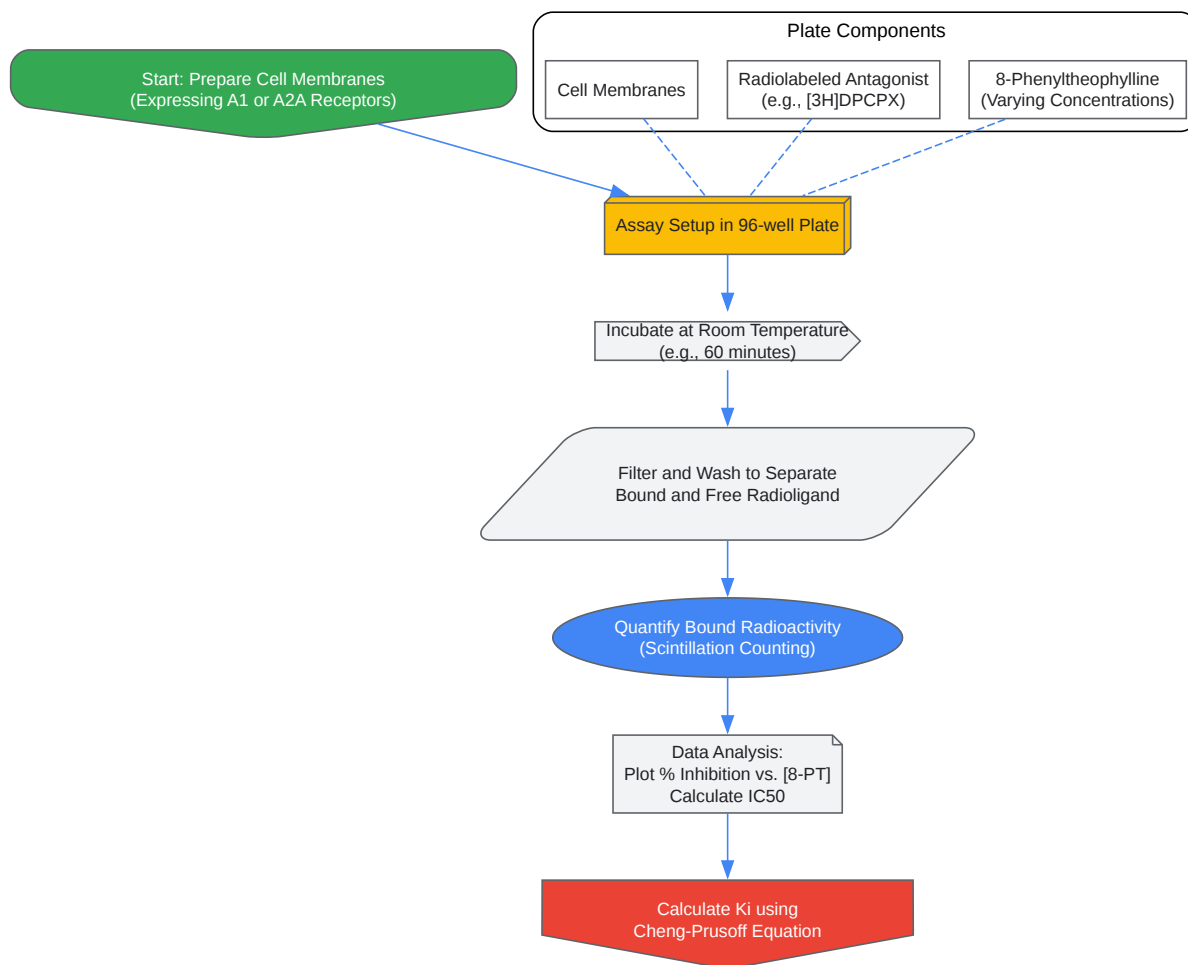 Plate Components
Start: Prepare Cell Membranes
(Expressing A1 or A2A Receptors)
Cell Membranes
Radiolabeled Antagonist
(e.g., [3H]DPCPX)
8-Phenyltheophylline
(Varying Concentrations)
Assay Setup in 96-well Plate
Incubate at Room Temperature
(e.g., 60 minutes)
Filter and Wash to Separate
Bound and Free Radioligand
Quantify Bound Radioactivity
(Scintillation Counting)
Data Analysis:
Plot % Inhibition vs. [8-PT]
Calculate IC50
Calculate Ki using
Cheng-Prusoff Equation